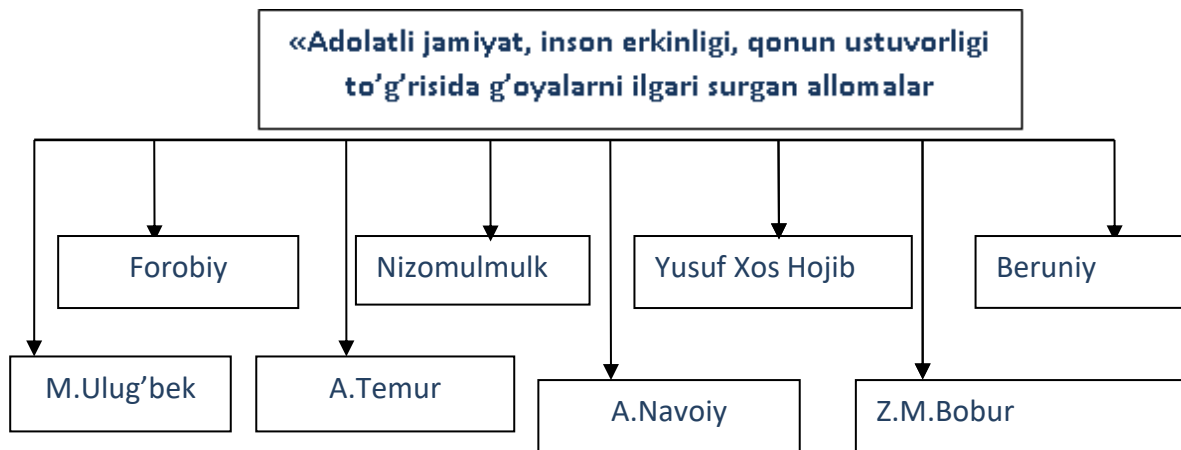 «Adolatli jamiyat, inson erkinligi, qonun ustuvorligi
to’g’risida g’oyalarni ilgari surgan allomalar
Forobiy
Nizomulmulk
Yusuf Xos Hojib
Beruniy
M.Ulug’bek
A.Temur
A.Navoiy
Z.M.Bobur